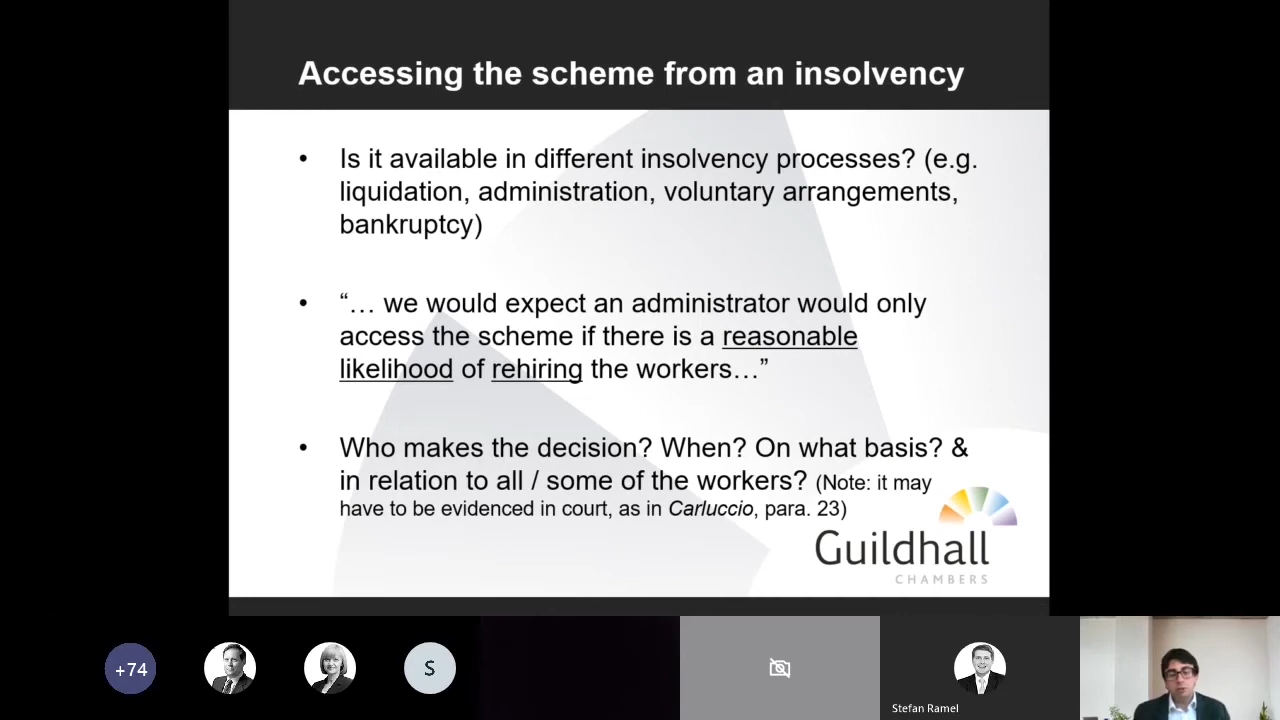 Accessing the scheme from an insolvency
• Is it available in different insolvency processes? (e.g.
liquidation, administration, voluntary arrangements,
bankruptcy)
• “… we would expect an administrator would only
access the scheme if there is a reasonable
likelihood of rehiring the workers…”
• Who makes the decision? When? On what basis? &
in relation to all / some of the workers? (Note: it may
have to be evidenced in court, as in Carluccio, para. 23)
Guildhall
CHAMBERS
+74
S
Stefan Ramel